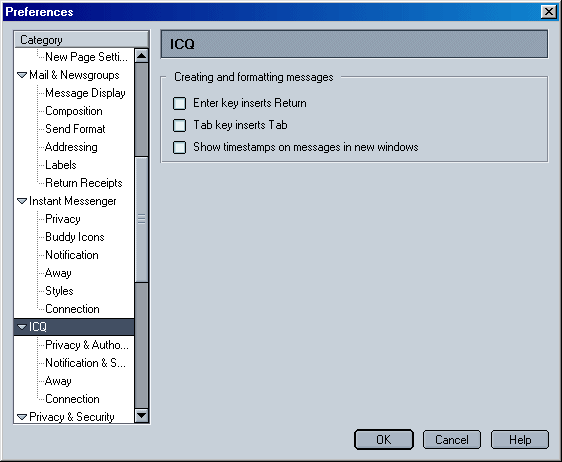 Preferences
Category
New Page Setti...
Mail & Newsgroups
Message Display
Composition
Send Format
Addressing
Labels
Return Receipts
Instant Messenger
Privacy
Buddy Icons
Notification
Away
Styles
Connection
ICQ
Privacy & Autho...
Notification & S...
Away
Connection
Privacy & Security
ICQ
Creating and formatting messages
Enter key inserts Return
Tab key inserts Tab
Show timestamps on messages in new windows
OK
Cancel
Help